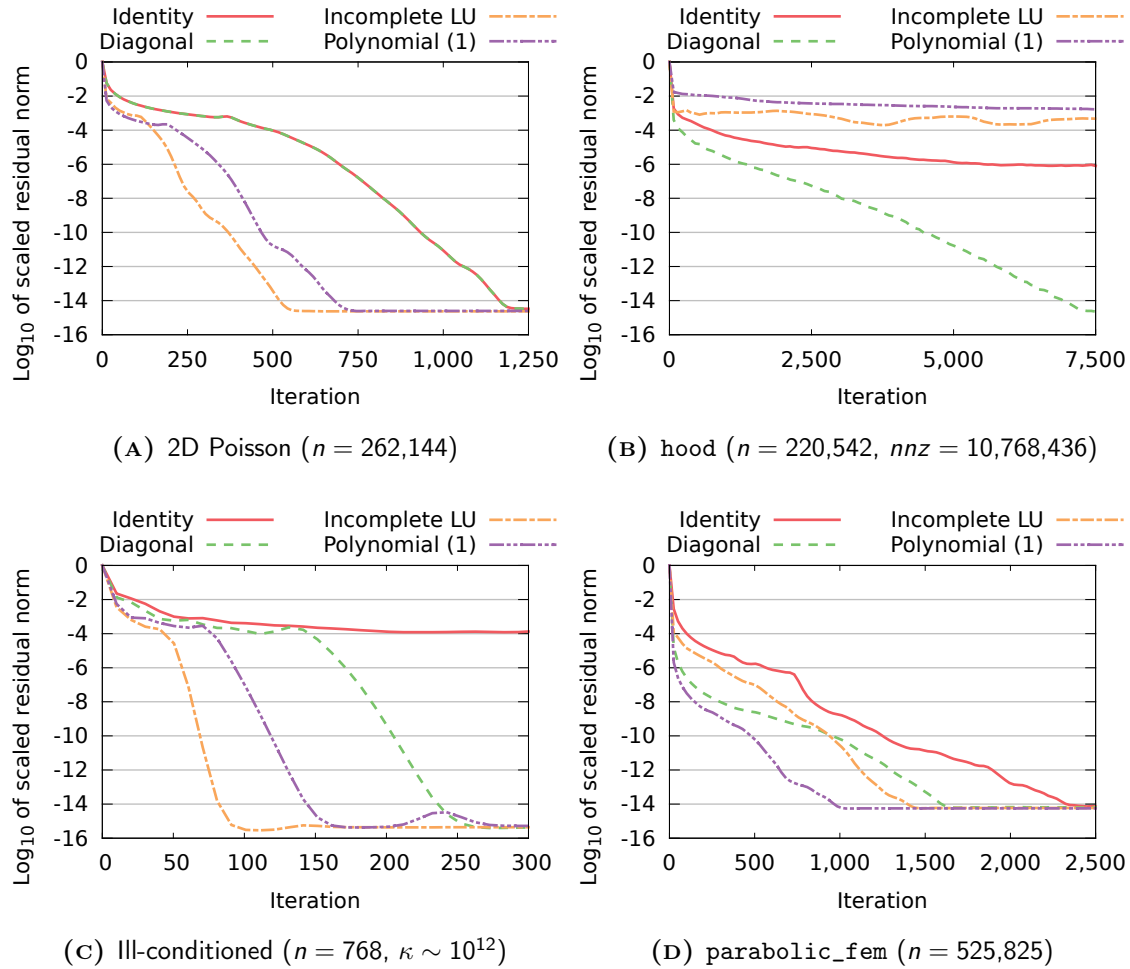 Identity Incomplete LU
Diagonal Polynomial (1)
0
-2
-4
-6
-8
-10
-12
-14
-16
Log10 of scaled residual norm
0 250 500 750 1,000 1,250
Iteration
(A) 2D Poisson (n = 262,144)
Identity Incomplete LU
Diagonal Polynomial (1)
0
-2
-4
-6
-8
-10
-12
-14
-16
Log10 of scaled residual norm
0 2,500 5,000 7,500
Iteration
(B) hood (n = 220,542, nnz = 10,768,436)
Identity Incomplete LU
Diagonal Polynomial (1)
0
-2
-4
-6
-8
-10
-12
-14
-16
Log10 of scaled residual norm
0 50 100 150 200 250 300
Iteration
(C) Ill-conditioned (n = 768, κ ∼ 10^12)
Identity Incomplete LU
Diagonal Polynomial (1)
0
-2
-4
-6
-8
-10
-12
-14
-16
Log10 of scaled residual norm
0 500 1,000 1,500 2,000 2,500
Iteration
(D) parabolic_fem (n = 525,825)